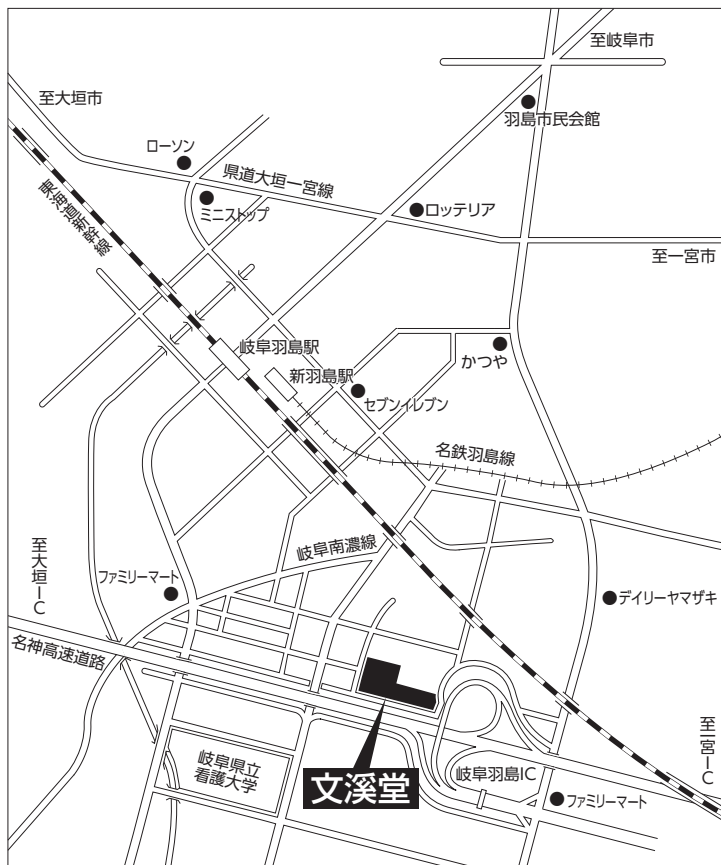 至岐阜市
至大垣市
羽島市民会館
ローソン
県道大垣一宮線
ミニストップ
ロッテリア
東海道新幹線
至一宮市
岐阜羽島駅
かつや
新羽島駅
セブンイレブン
名鉄羽島線
岐阜南濃線
至大垣IC
ファミリーマート
デイリーヤマザキ
名神高速道路
至一宮IC
岐阜県立
看護大学
岐阜羽島IC
文溪堂
ファミリーマート